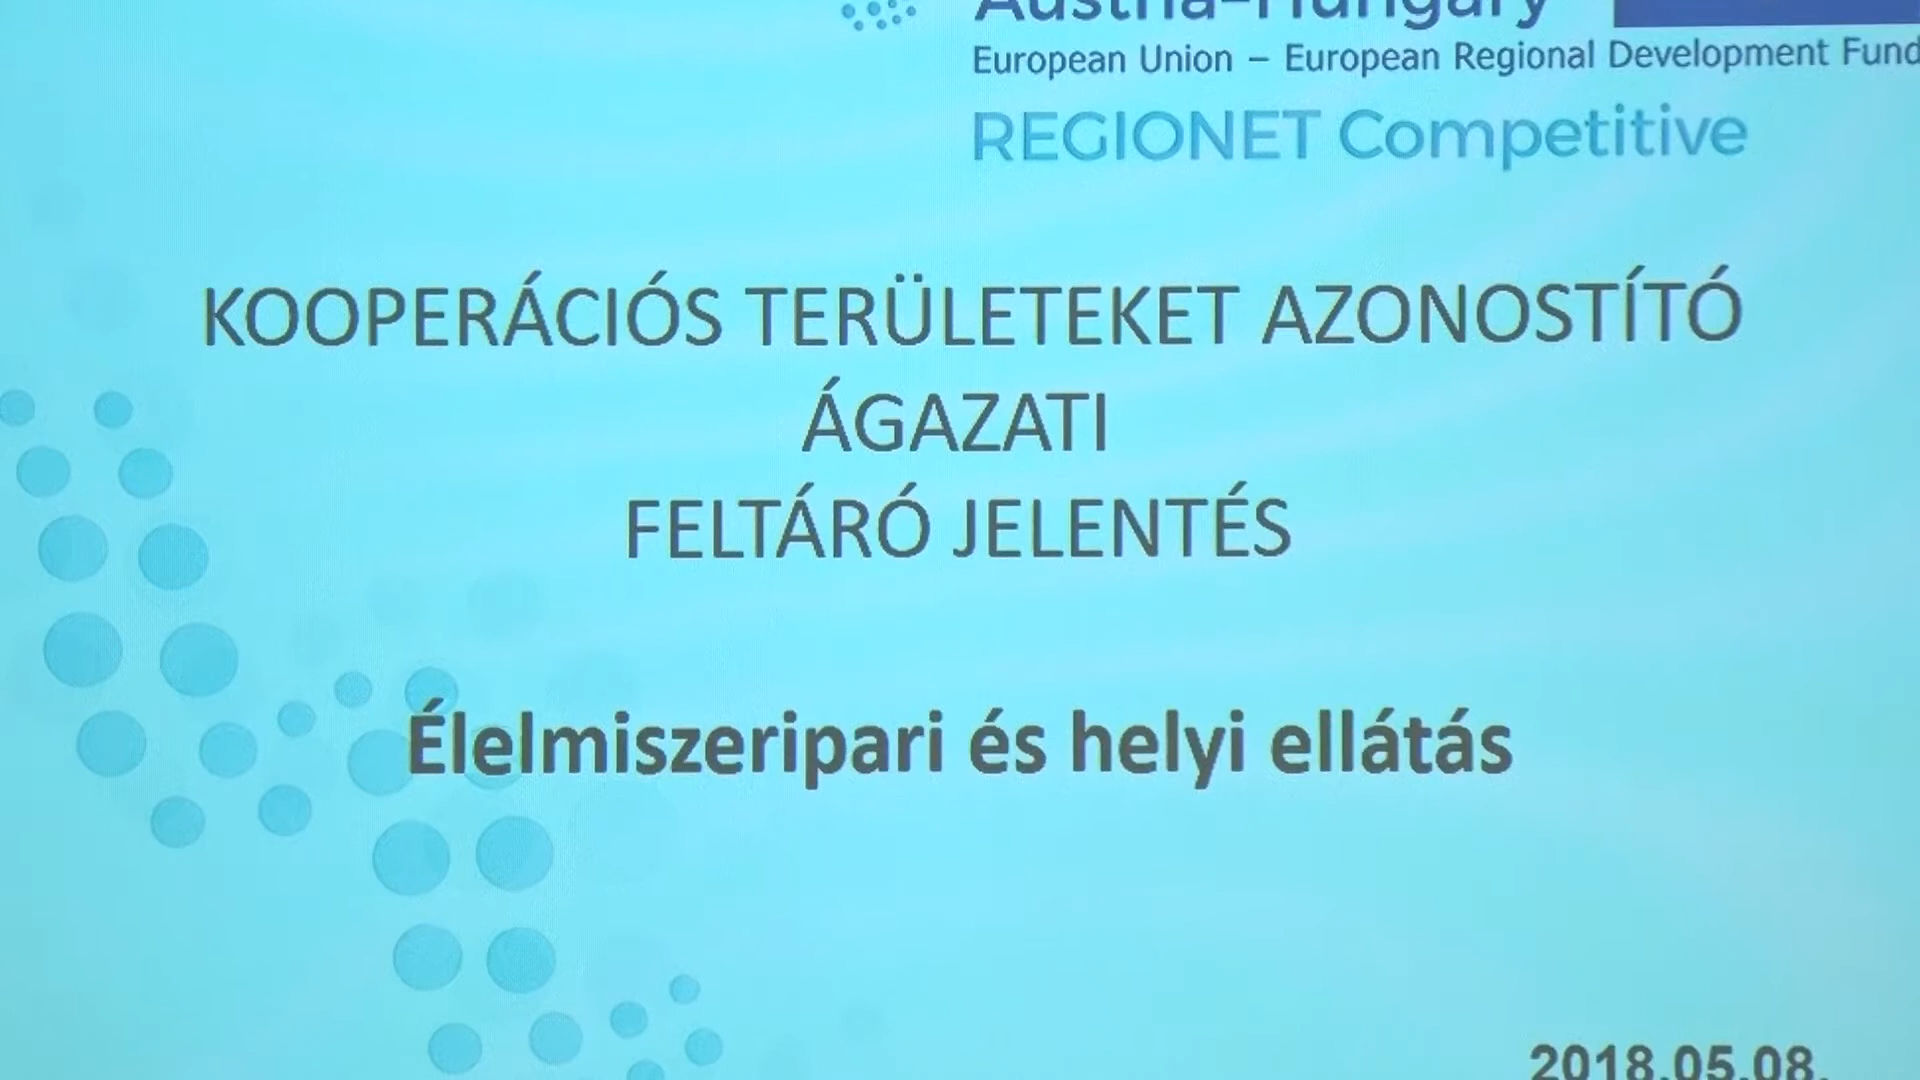 Austria-Hungary
European Union – European Regional Development Fund
REGIONET Competitive
KOOPERÁCIÓS TERÜLETEKET AZONOSTÍTÓ
ÁGAZATI
FELTÁRÓ JELENTÉS
Élelmiszeripari és helyi ellátás
2018.05.08.